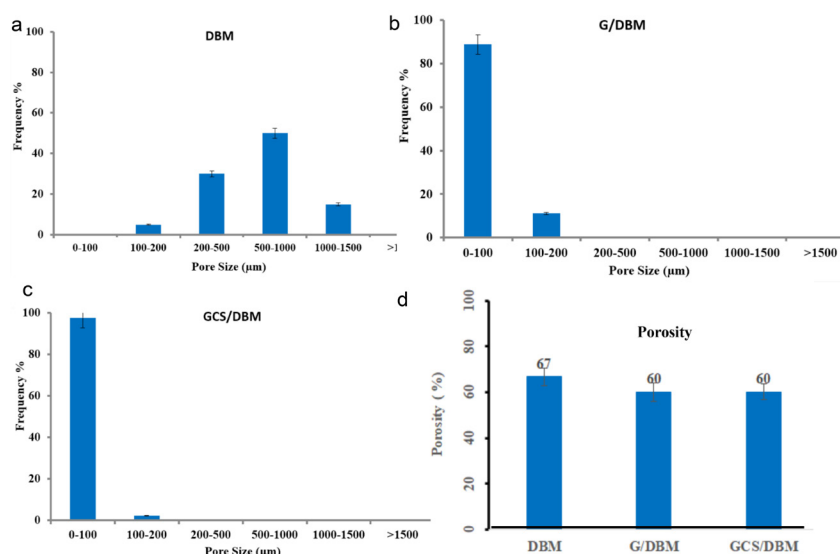 a
DBM
Frequency %
100
80
60
40
20
0
0-100 100-200 200-500 500-1000 1000-1500 >1
Pore Size (µm)
b
G/DBM
Frequency %
100
80
60
40
20
0
0-100 100-200 200-500 500-1000 1000-1500 >1500
Pore Size (µm)
c
GCS/DBM
Frequency %
100
80
60
40
20
0
0-100 100-200 200-500 500-1000 1000-1500 >1500
Pore Size (µm)
d
Porosity
Porosity ( %)
100
80
60
40
20
0
67 60 60
DBM G/DBM GCS/DBM